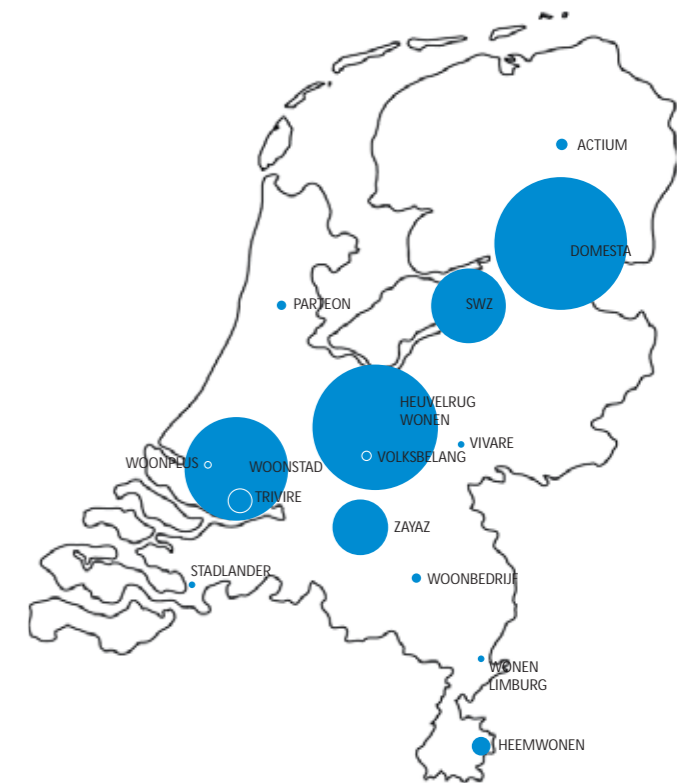 ACTIUM
DOMESTA
SWZ
PARTEON
HEUVELRUG
WONEN
VIVARE
VOLKSBELANG
WOONPLUS
WOONSTAD
TRIVIRE
ZAYAZ
STADLANDER
WOONBEDRIJF
WONEN
LIMBURG
HEEMWONEN